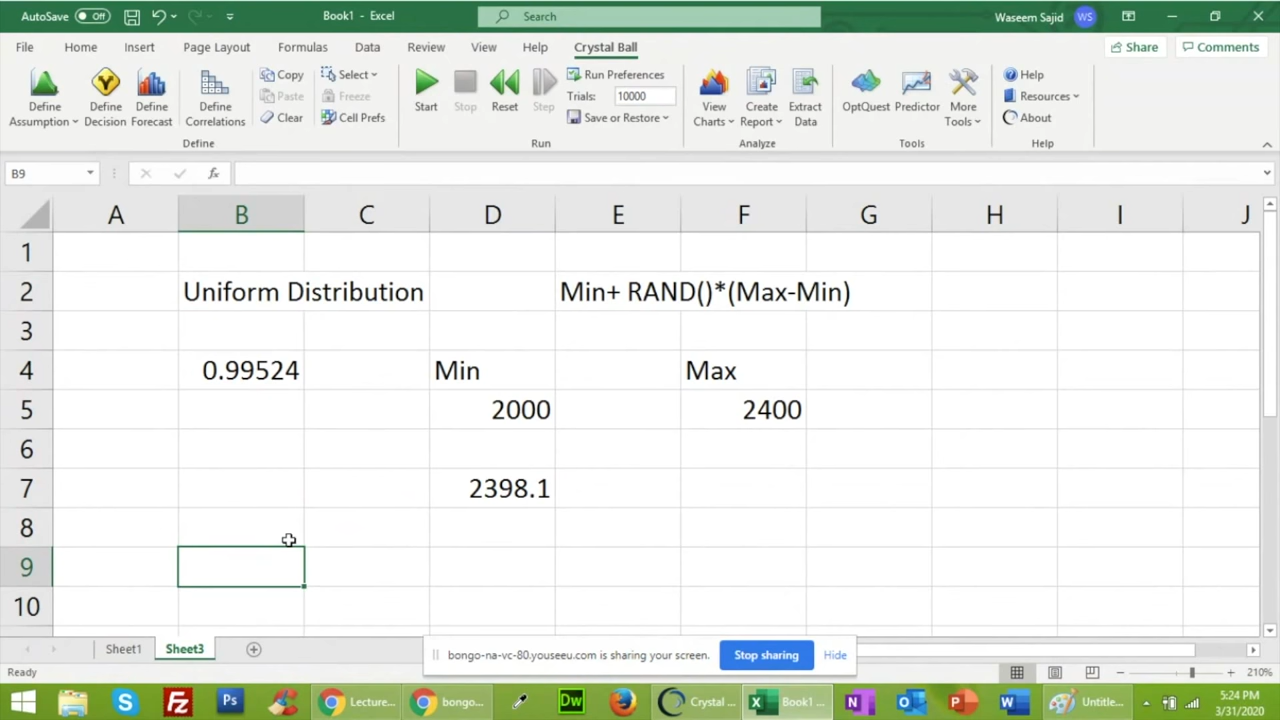 AutoSave Off Book1 - Excel Search Waseem Sajid WS
File Home Insert Page Layout Formulas Data Review View Help Crystal Ball Share Comments
Define Assumption
Define Decision
Define Forecast
Define Correlations
Copy
Paste
Clear
Select
Freeze
Cell Prefs
Start
Stop
Reset
Step
Run Preferences
Trials: 10000
Save or Restore
View Charts
Create Report
Extract Data
OptQuest
Predictor
More Tools
Help
Resources
About
Define Run Analyze Tools Help
B9 fx
A B C D E F G H I J
1
2 Uniform Distribution Min+ RAND()*(Max-Min)
3
4 0.99524 Min Max
5 2000 2400
6
7 2398.1
8
9
10
Sheet1 Sheet3
bongo-na-vc-80.youseeu.com is sharing your screen. Stop sharing Hide
Ready 210%
Lecture... bongo... Crystal ... Book1 ... Untitle...
5:24 PM
3/31/2020